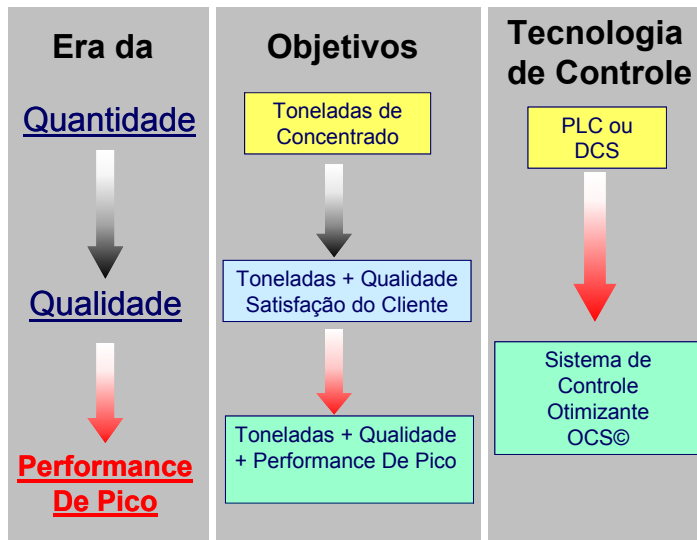 Era da
Quantidade
Qualidade
Performance
De Pico
Objetivos
Toneladas de
Concentrado
Toneladas + Qualidade
Satisfação do Cliente
Toneladas + Qualidade
+ Performance De Pico
Tecnologia
de Controle
PLC ou
DCS
Sistema de
Controle
Otimizante
OCS©